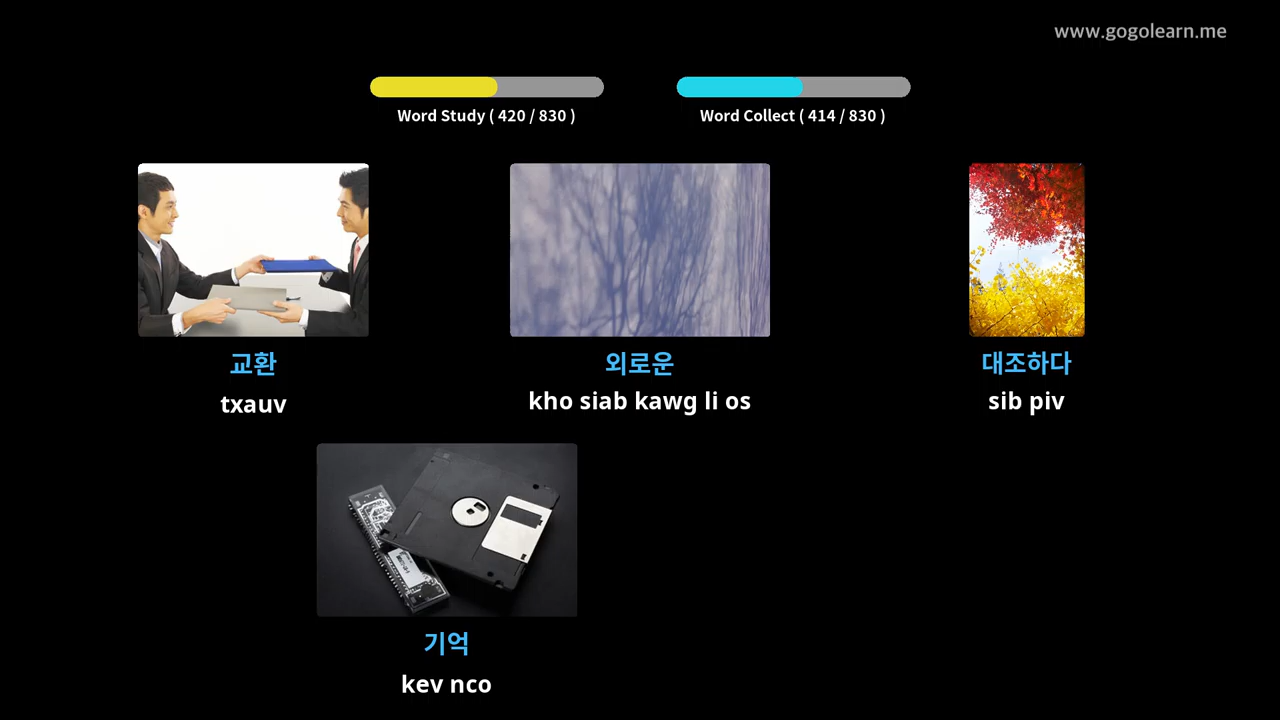 www.gogolearn.me
Word Study ( 420 / 830 )
Word Collect ( 414 / 830 )
교환
txauv
외로운
kho siab kawg li os
대조하다
sib piv
기억
kev nco